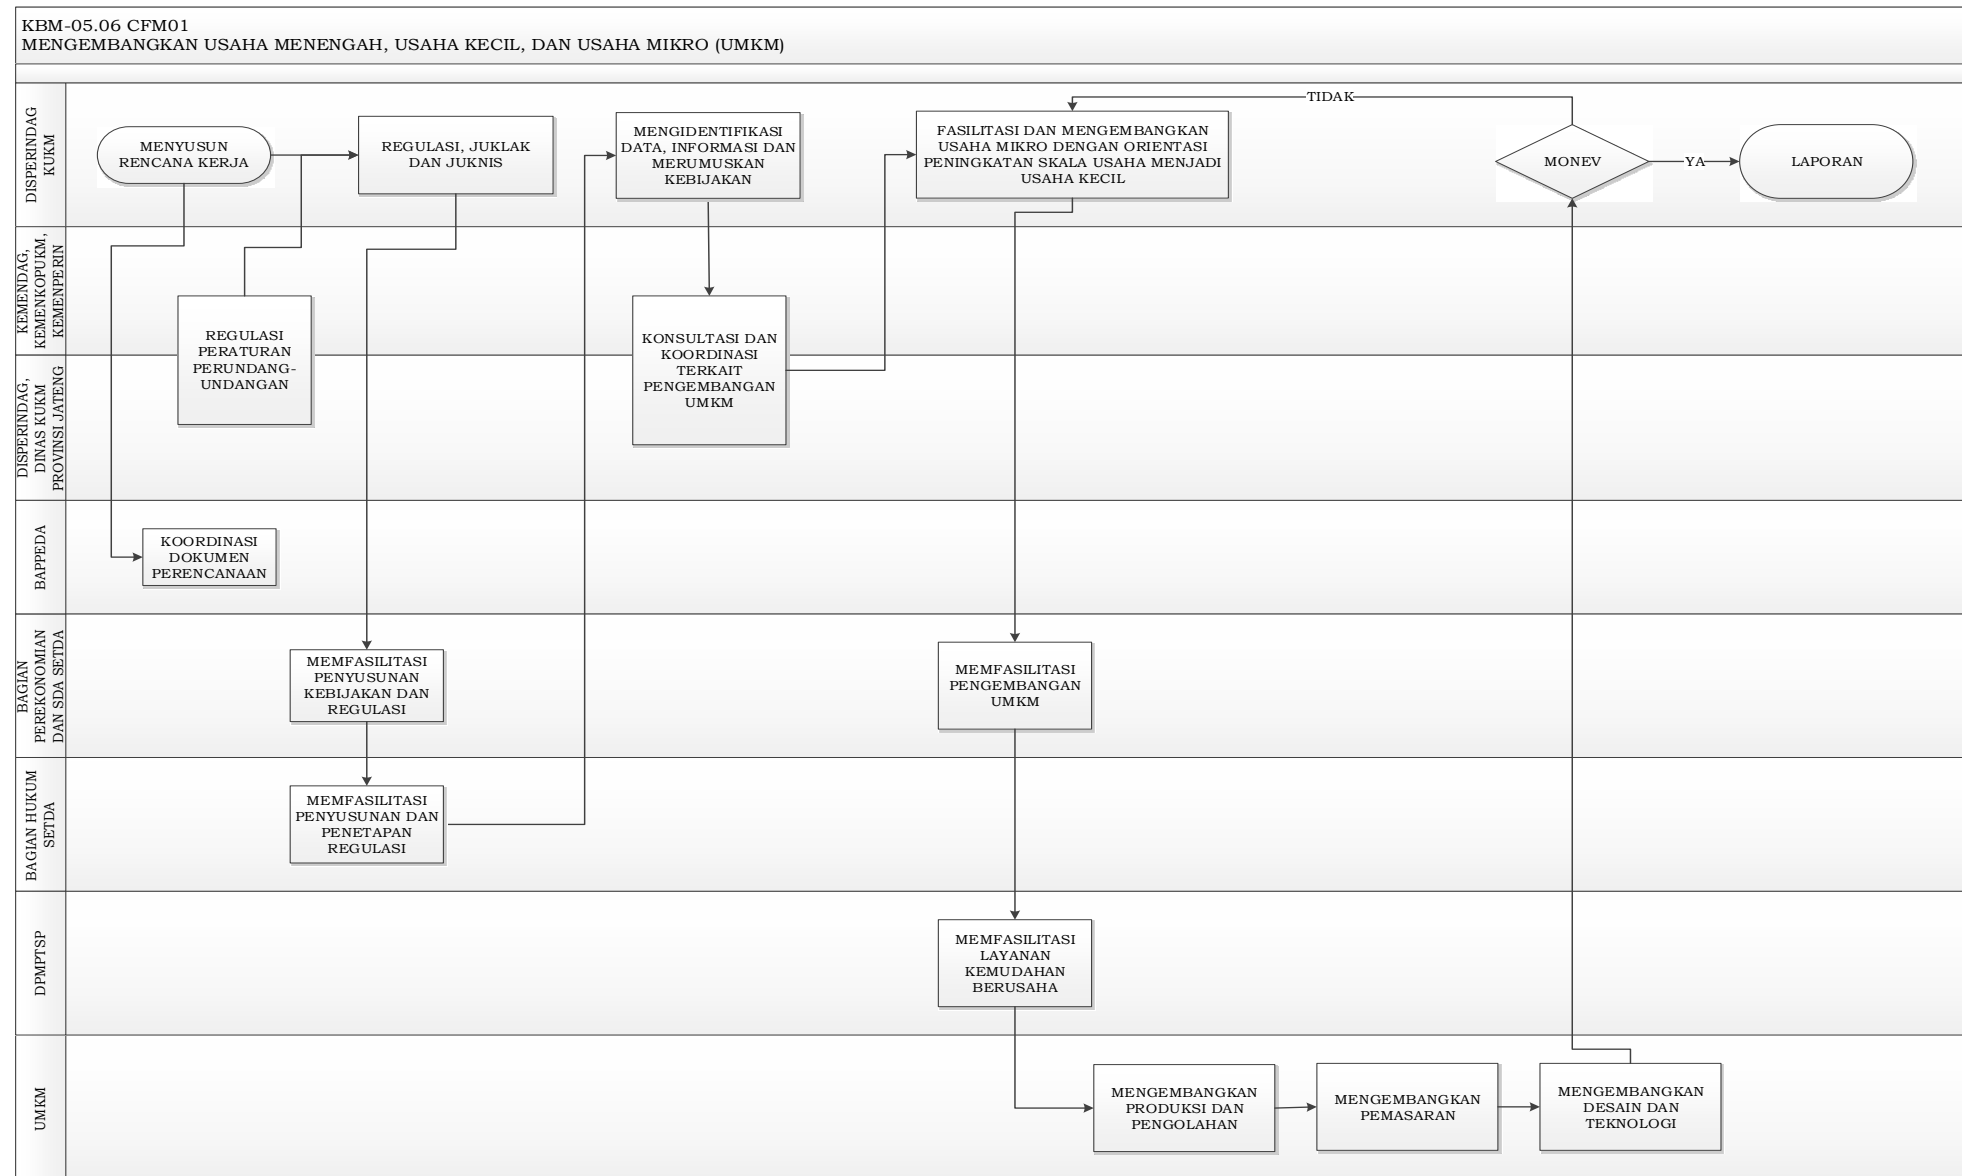 KBM-05.06 CFM01
MENGEMBANGKAN USAHA MENENGAH, USAHA KECIL, DAN USAHA MIKRO (UMKM)
DISPERINDAG
KUKM
MENYUSUN
RENCANA KERJA
REGULASI, JUKLAK
DAN JUKNIS
MENGIDENTIFIKASI
DATA, INFORMASI DAN
MERUMUSKAN
KEBIJAKAN
FASILITASI DAN MENGEMBANGKAN
USAHA MIKRO DENGAN ORIENTASI
PENINGKATAN SKALA USAHA MENJADI
USAHA KECIL
TIDAK
MONEV
YA
LAPORAN
KEMENDAG,
KEMENKOPUKM,
KEMENPERIN
REGULASI
PERATURAN
PERUNDANG-
UNDANGAN
KONSULTASI DAN
KOORDINASI
TERKAIT
PENGEMBANGAN
UMKM
DISPERINDAG,
DINAS KUKM
PROVINSI JATENG
BAPPEDA
KOORDINASI
DOKUMEN
PERENCANAAN
BAGIAN
PEREKONOMIAN
DAN SDA SETDA
MEMFASILITASI
PENYUSUNAN
KEBIJAKAN DAN
REGULASI
MEMFASILITASI
PENGEMBANGAN
UMKM
BAGIAN HUKUM
SETDA
MEMFASILITASI
PENYUSUNAN DAN
PENETAPAN
REGULASI
DPMPTSP
MEMFASILITASI
LAYANAN
KEMUDAHAN
BERUSAHA
UMKM
MENGEMBANGKAN
PRODUKSI DAN
PENGOLAHAN
MENGEMBANGKAN
PEMASARAN
MENGEMBANGKAN
DESAIN DAN
TEKNOLOGI